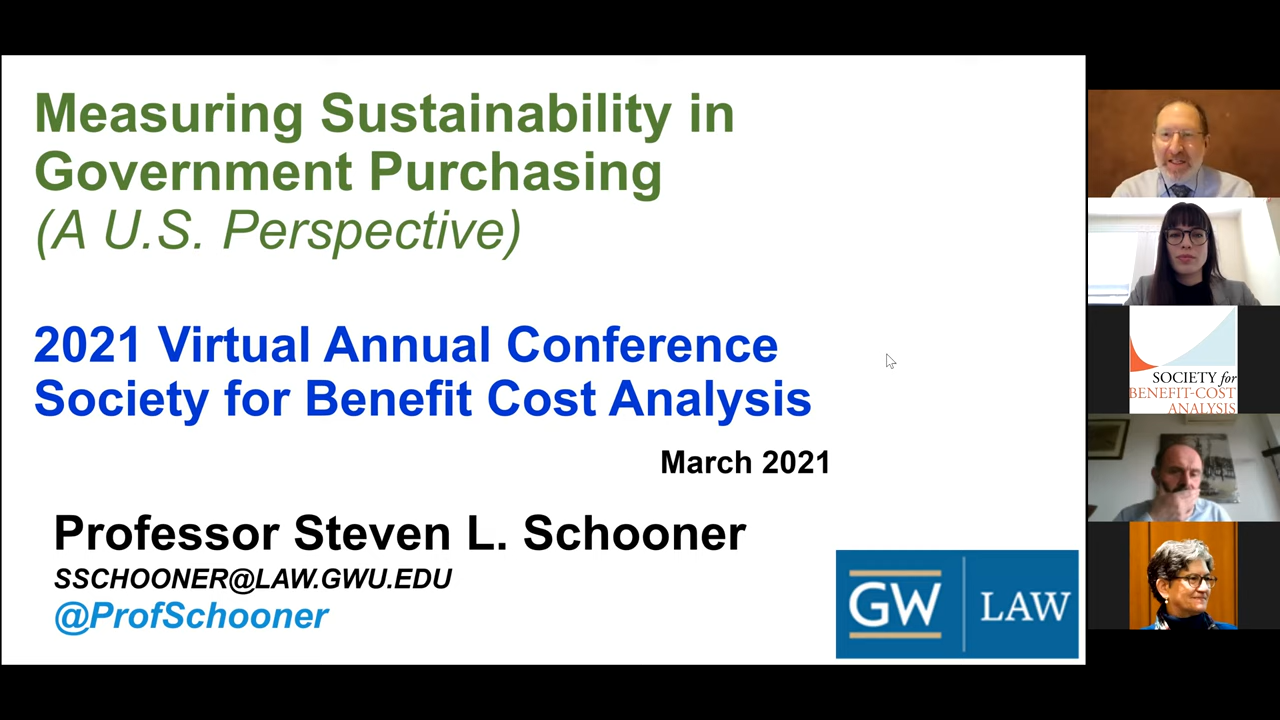 Measuring Sustainability in
Government Purchasing
(A U.S. Perspective)
2021 Virtual Annual Conference
Society for Benefit Cost Analysis
March 2021
Professor Steven L. Schooner
SSCHOONER@LAW.GWU.EDU
@ProfSchooner
GW LAW
SOCIETY for
BENEFIT-COST
ANALYSIS